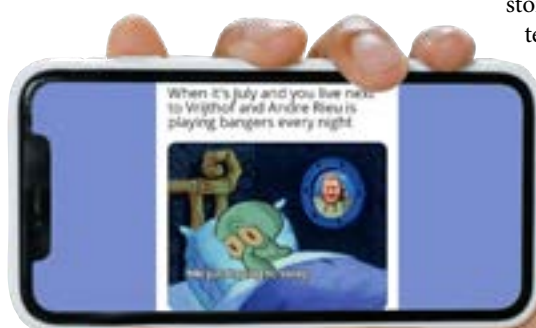 sto
te
When it's July and you live next
to Vrijthof and Andre Rieu is
playing bangers every night